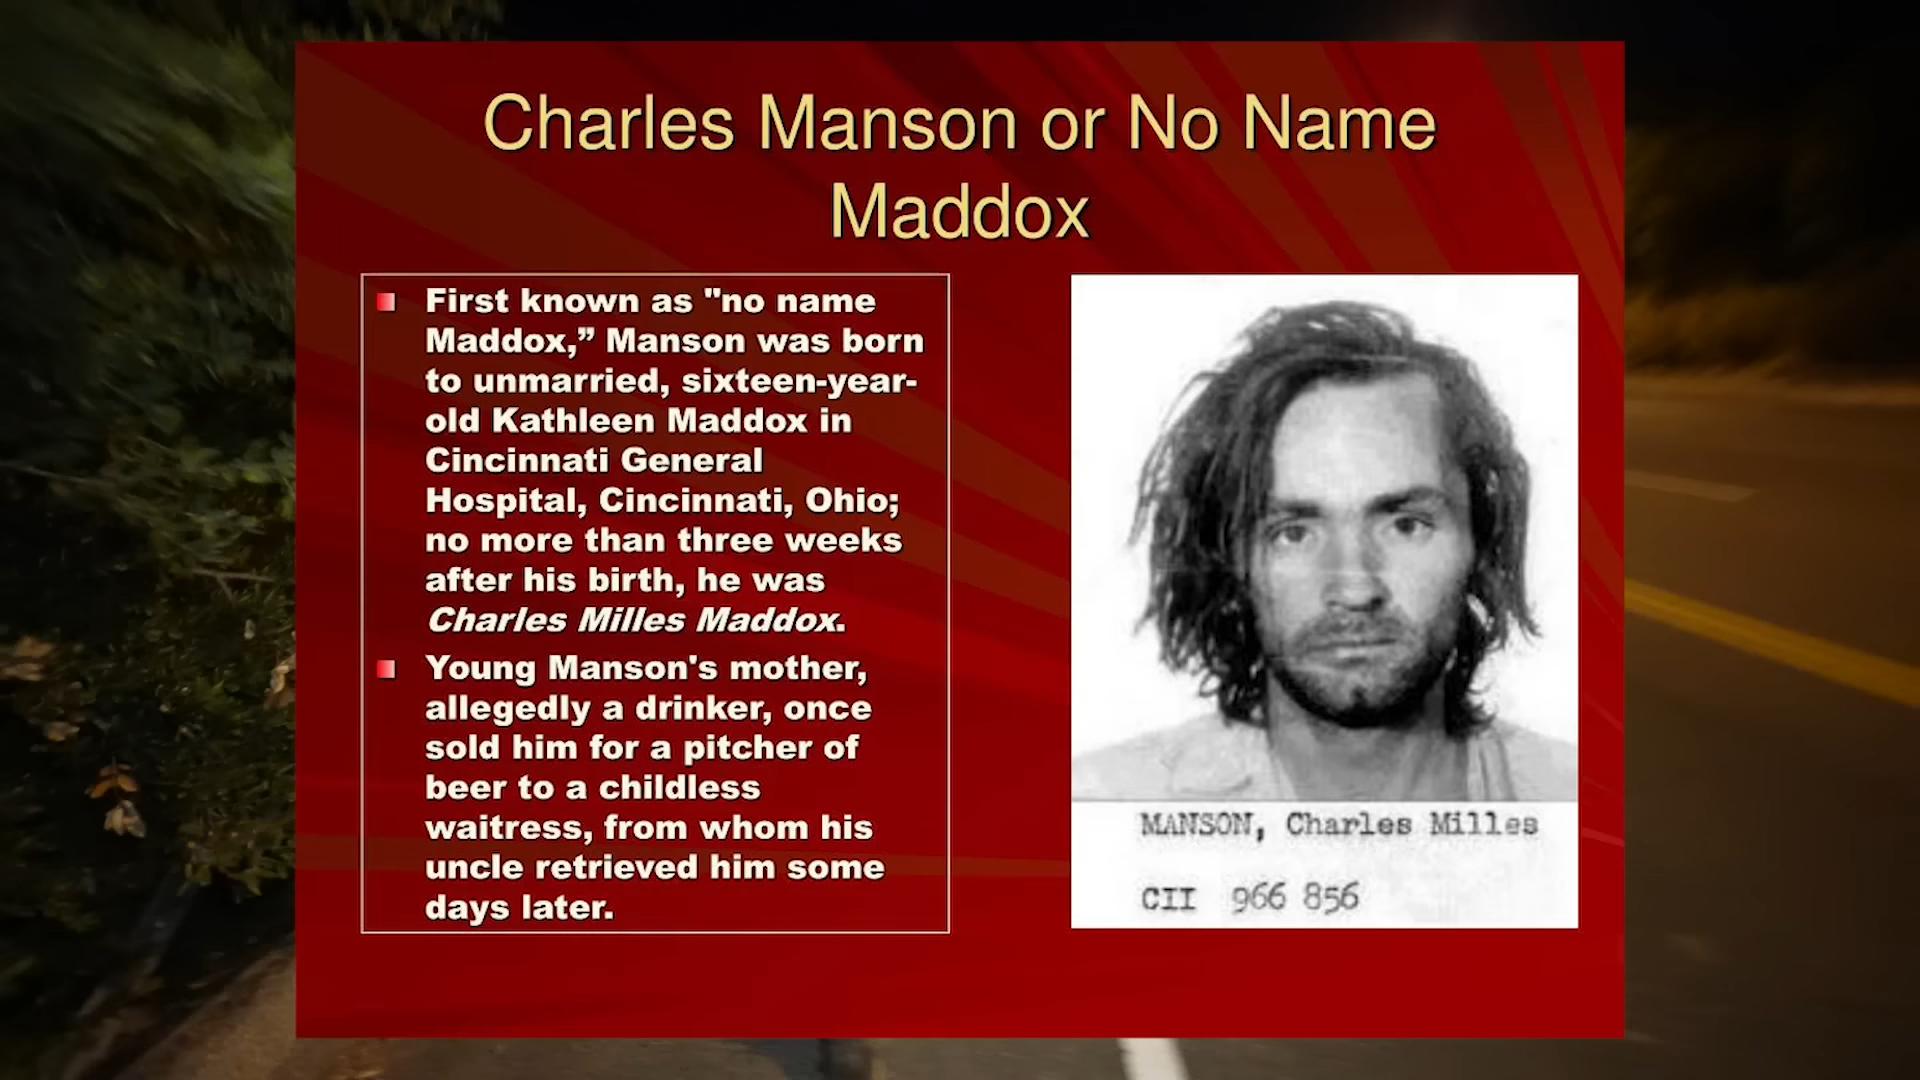 Charles Manson or No Name
Maddox
First known as "no name
Maddox,” Manson was born
to unmarried, sixteen-year-
old Kathleen Maddox in
Cincinnati General
Hospital, Cincinnati, Ohio;
no more than three weeks
after his birth, he was
Charles Milles Maddox.
Young Manson's mother,
allegedly a drinker, once
sold him for a pitcher of
beer to a childless
waitress, from whom his
uncle retrieved him some
days later.
MANSON, Charles Milles
CII 966 856